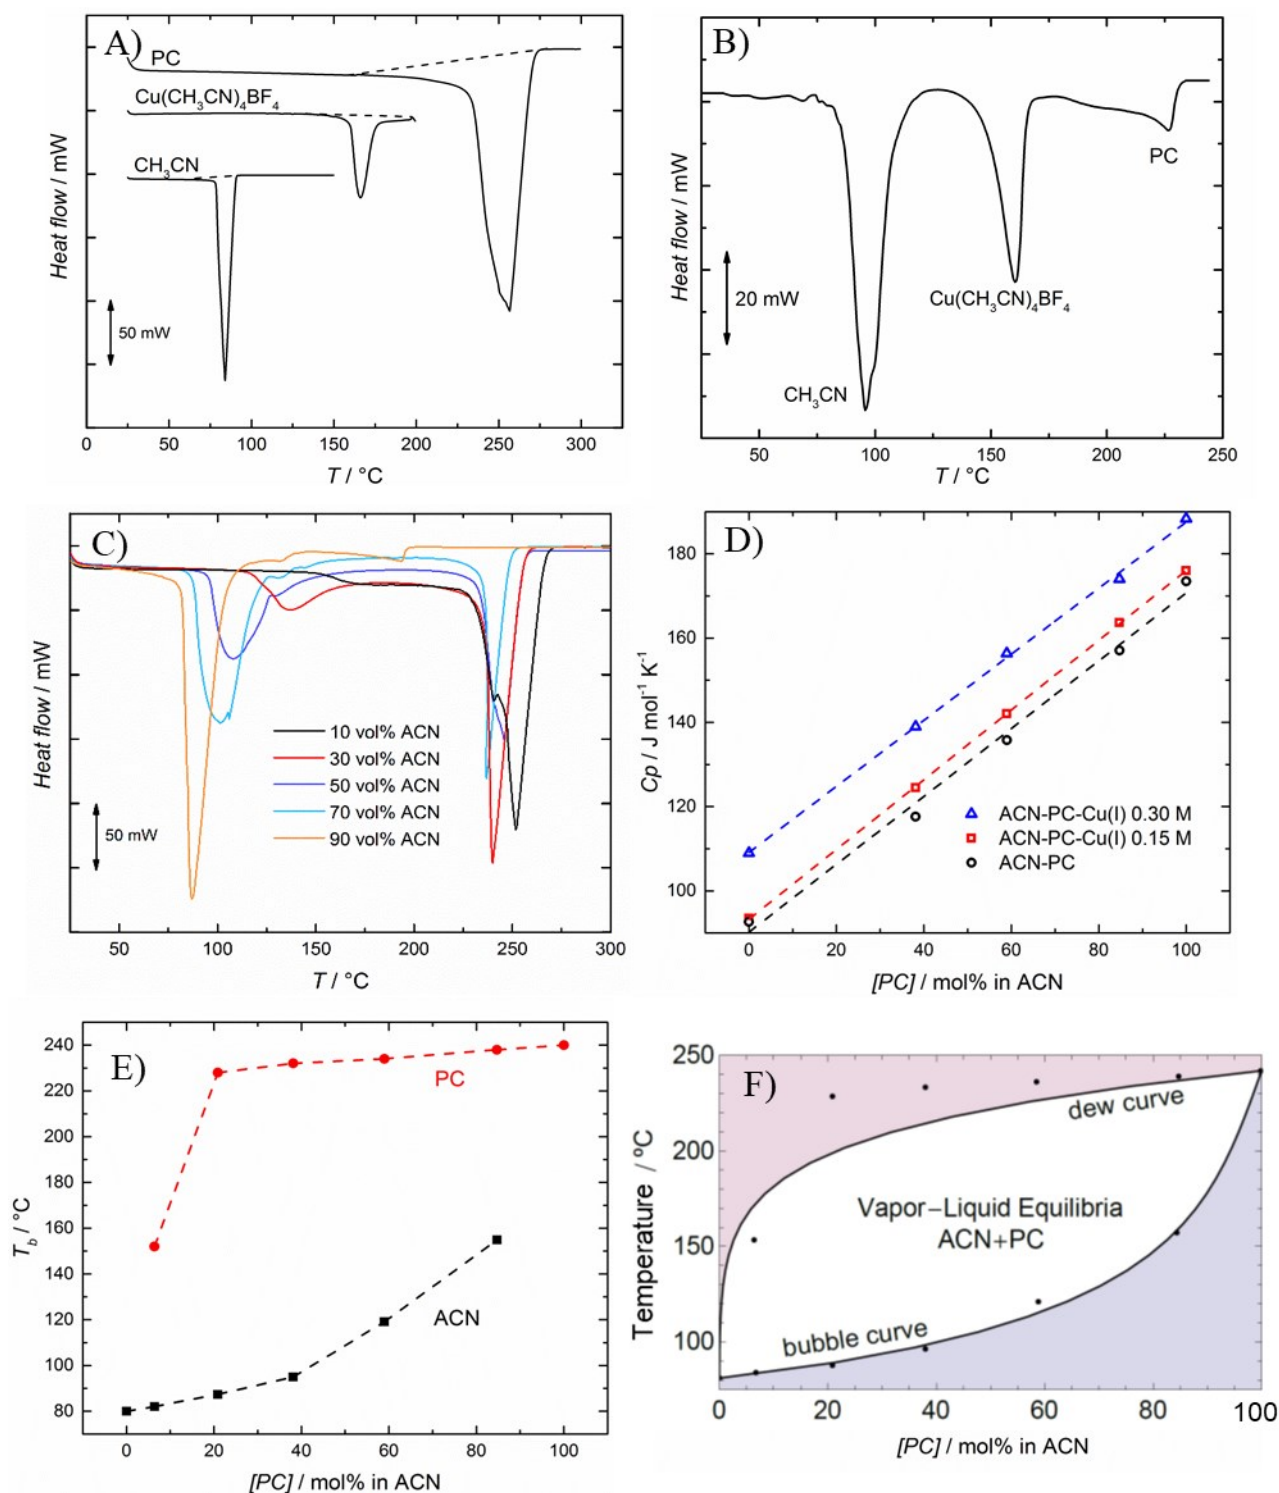 A)
PC
Cu(CH₃CN)₄BF₄
CH₃CN
50 mW
Heat flow / mW
0 50 100 150 200 250 300
T / °C
B)
PC
20 mW
Cu(CH₃CN)₄BF₄
CH₃CN
Heat flow / mW
50 100 150 200 250
T / °C
C)
10 vol% ACN
30 vol% ACN
50 vol% ACN
70 vol% ACN
90 vol% ACN
50 mW
Heat flow / mW
50 100 150 200 250 300
T / °C
D)
180
160
140
120
100
Cp / J mol⁻¹ K⁻¹
ACN-PC-Cu(I) 0.30 M
ACN-PC-Cu(I) 0.15 M
ACN-PC
0 20 40 60 80 100
[PC] / mol% in ACN
E)
240
220
200
180
160
140
120
100
80
T_b / °C
PC
ACN
0 20 40 60 80 100
[PC] / mol% in ACN
F)
250
200
150
100
Temperature / ºC
dew curve
Vapor–Liquid Equilibria
ACN+PC
bubble curve
0 20 40 60 80 100
[PC] / mol% in ACN